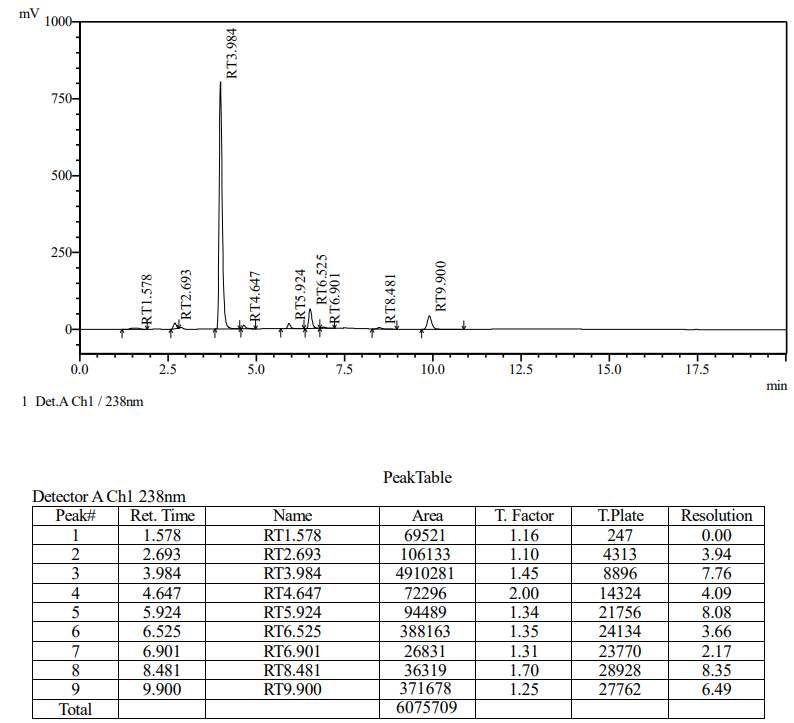 mV
1000
750
500
250
0
RT1.578
RT2.693
RT3.984
RT4.647
RT5.924
RT6.525
RT6.901
RT8.481
RT9.900
0.0 2.5 5.0 7.5 10.0 12.5 15.0 17.5
min
1 Det.A Ch1 / 238nm
PeakTable
Detector A Ch1 238nm
Peak# Ret. Time Name Area T. Factor T.Plate Resolution
1 1.578 RT1.578 69521 1.16 247 0.00
2 2.693 RT2.693 106133 1.10 4313 3.94
3 3.984 RT3.984 4910281 1.45 8896 7.76
4 4.647 RT4.647 72296 2.00 14324 4.09
5 5.924 RT5.924 94489 1.34 21756 8.08
6 6.525 RT6.525 388163 1.35 24134 3.66
7 6.901 RT6.901 26831 1.31 23770 2.17
8 8.481 RT8.481 36319 1.70 28928 8.35
9 9.900 RT9.900 371678 1.25 27762 6.49
Total 6075709